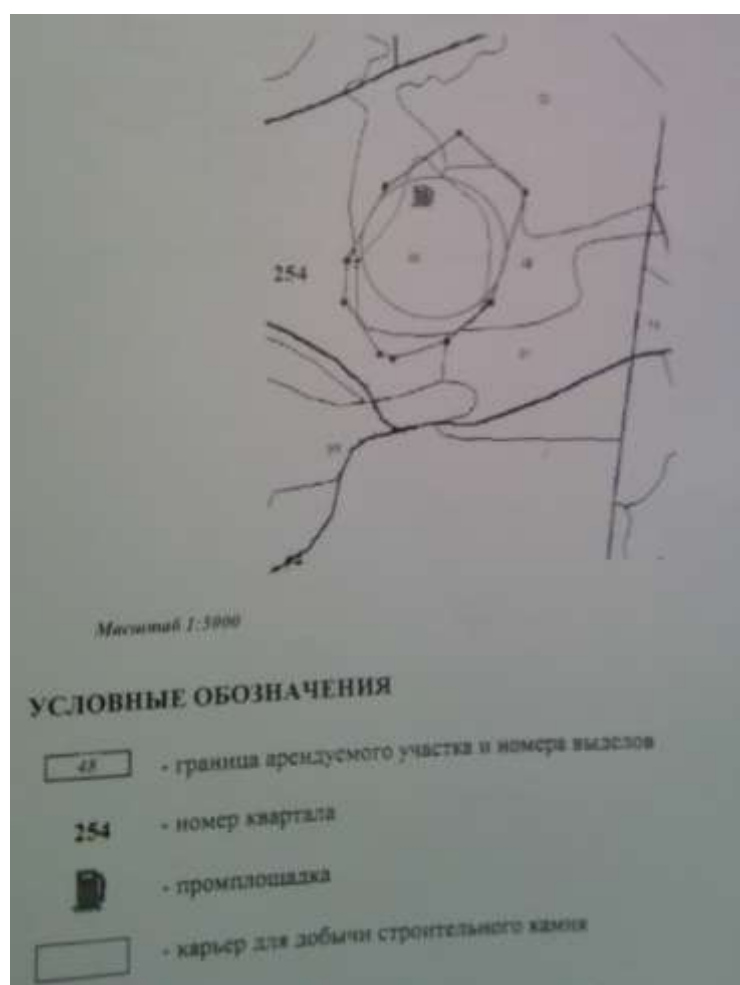 254
Масштаб 1:5000
УСЛОВНЫЕ ОБОЗНАЧЕНИЯ
48 - граница арендуемого участка и номера выделов
254 - номер квартала
- промплощадка
- карьер для добычи строительного камня